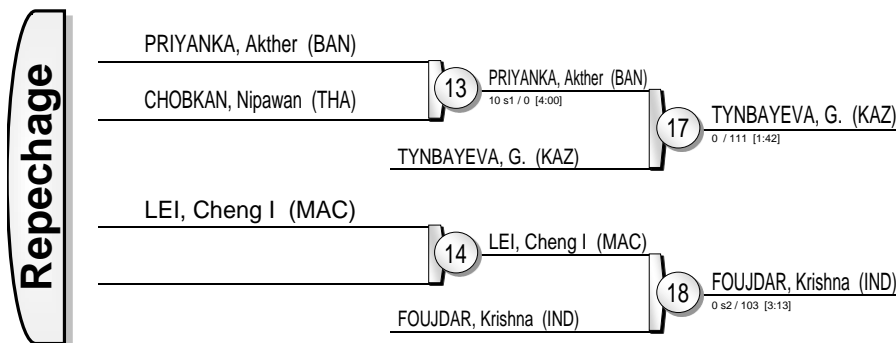 Repechage
PRIYANKA, Akther (BAN)
CHOBKAN, Nipawan (THA)
13
PRIYANKA, Akther (BAN)
10 s1 / 0 [4:00]
TYNBAYEVA, G. (KAZ)
17
TYNBAYEVA, G. (KAZ)
0 / 111 [1:42]
LEI, Cheng I (MAC)
14
LEI, Cheng I (MAC)
FOUJDAR, Krishna (IND)
18
FOUJDAR, Krishna (IND)
0 s2 / 103 [3:13]